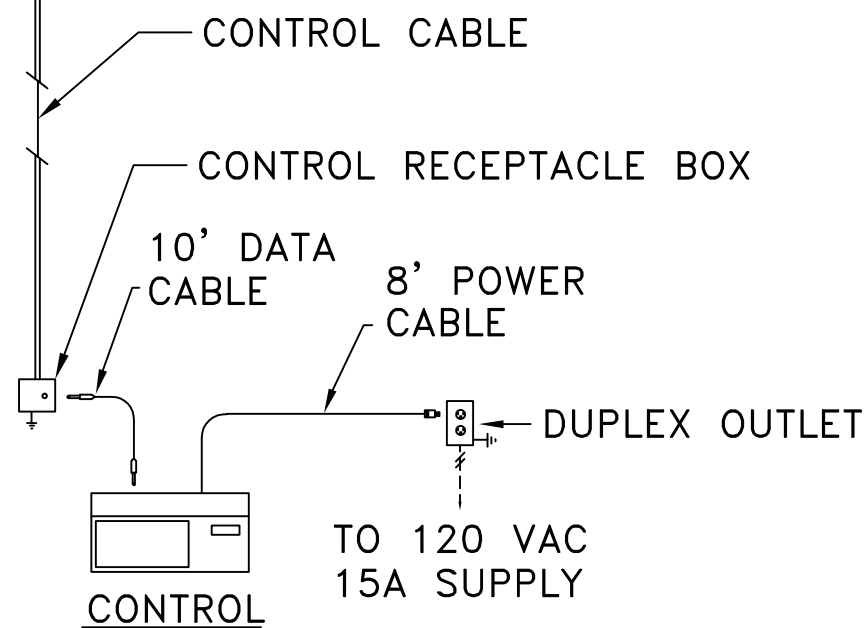 CONTROL CABLE
CONTROL RECEPTACLE BOX
10' DATA
CABLE
8' POWER
CABLE
DUPLEX OUTLET
TO 120 VAC
15A SUPPLY
CONTROL